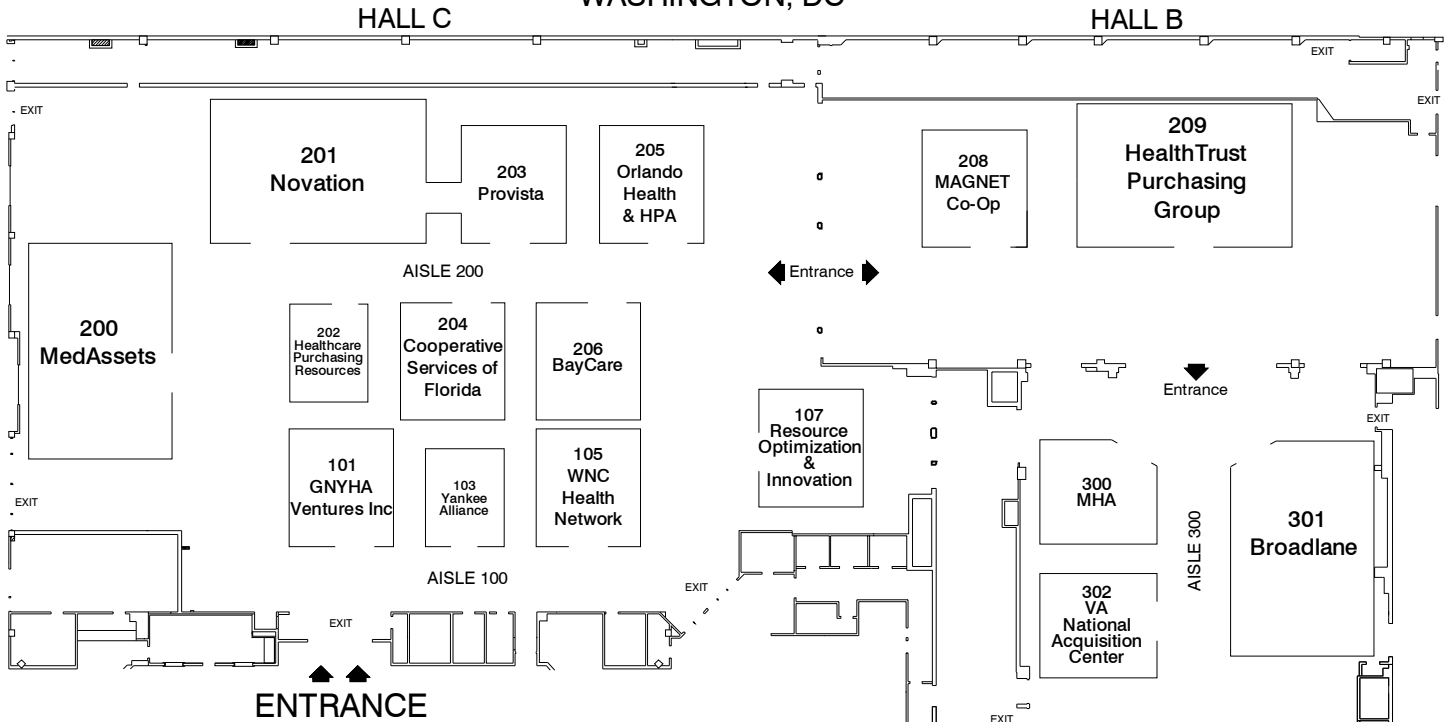 WASHINGTON, DC
HALL C
HALL B
EXIT
EXIT
EXIT
201
Novation
203
Provista
205
Orlando
Health
& HPA
208
MAGNET
Co-Op
209
HealthTrust
Purchasing
Group
AISLE 200
Entrance
200
MedAssets
202
Healthcare
Purchasing
Resources
204
Cooperative
Services of
Florida
206
BayCare
Entrance
107
Resource
Optimization
&
Innovation
EXIT
101
GNYHA
Ventures Inc
103
Yankee
Alliance
105
WNC
Health
Network
300
MHA
301
Broadlane
AISLE 300
EXIT
AISLE 100
EXIT
302
VA
National
Acquisition
Center
EXIT
ENTRANCE
EXIT